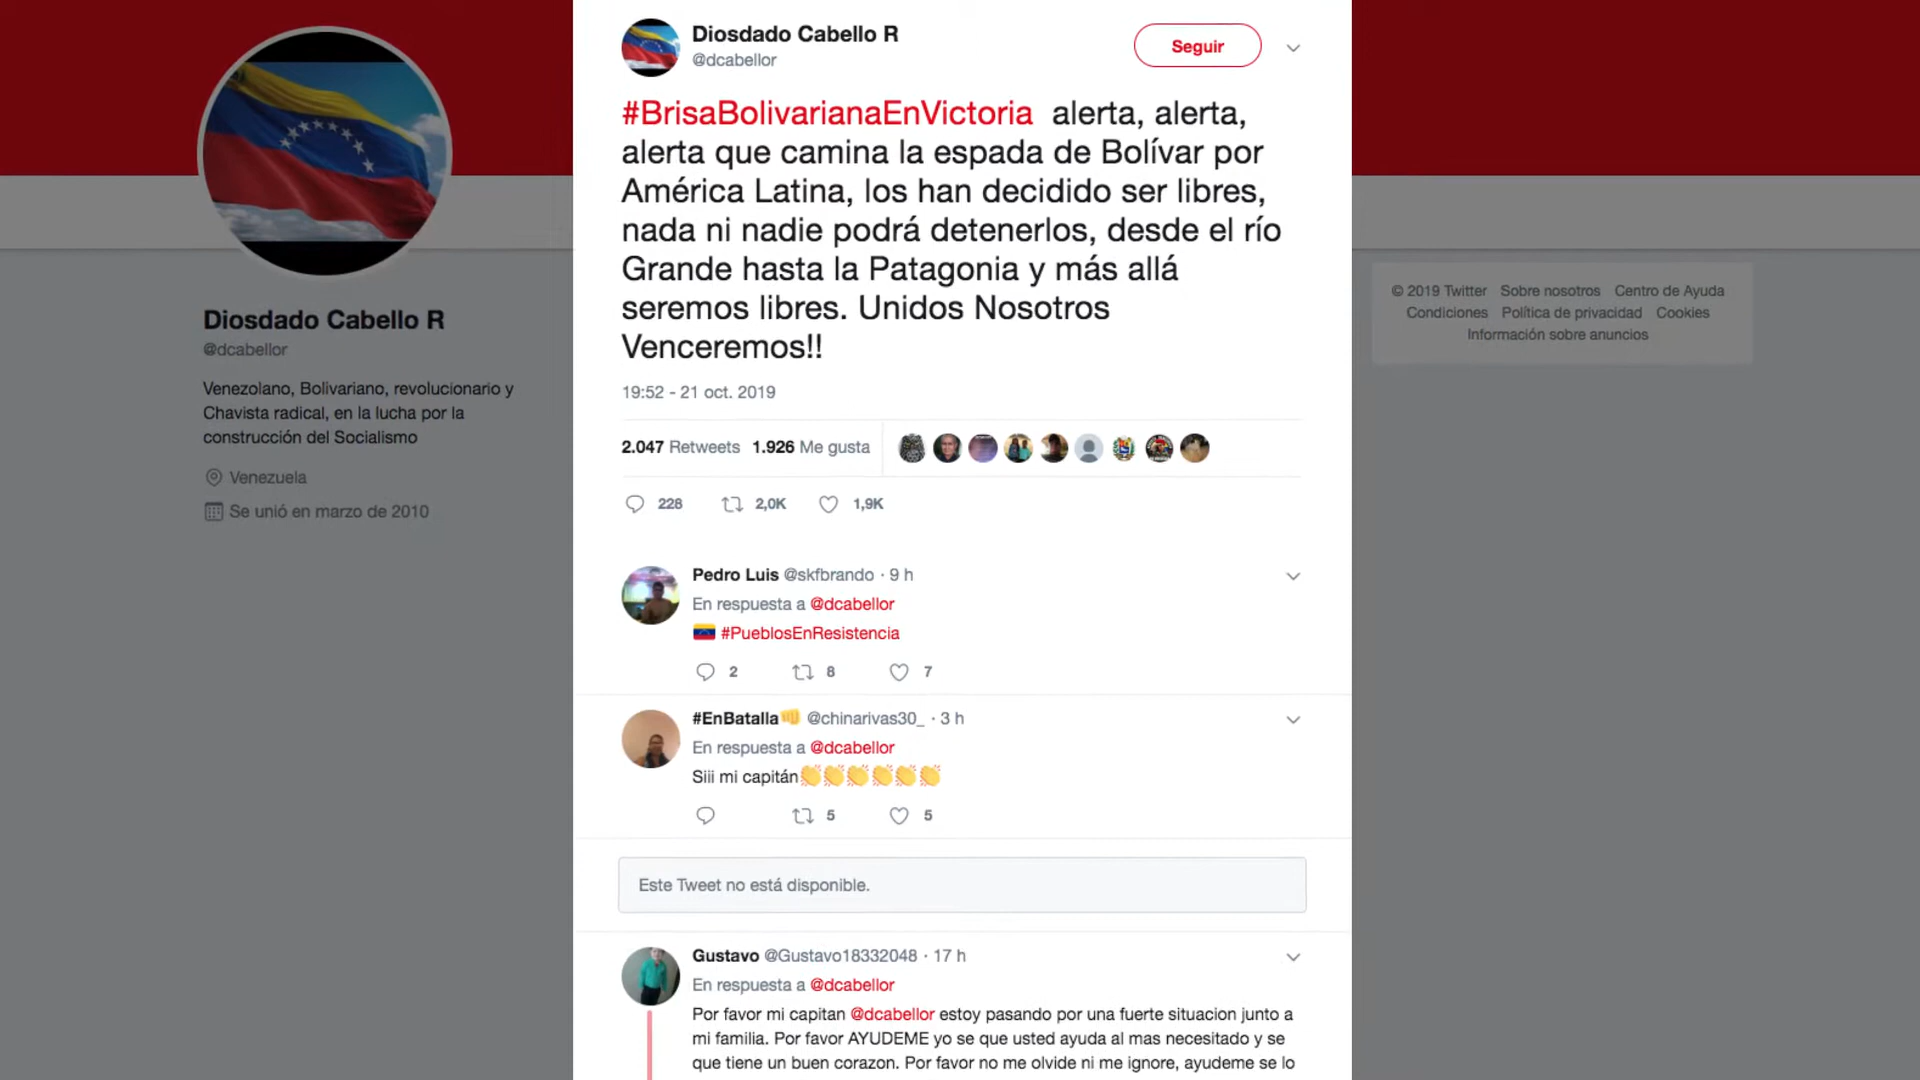 Diosdado Cabello R
@dcabellor
Seguir
#BrisaBolivarianaEnVictoria alerta, alerta,
alerta que camina la espada de Bolívar por
América Latina, los han decidido ser libres,
nada ni nadie podrá detenerlos, desde el río
Grande hasta la Patagonia y más allá
seremos libres. Unidos Nosotros
Venceremos!!
19:52 - 21 oct. 2019
2.047 Retweets 1.926 Me gusta
228 2,0K 1,9K
Pedro Luis @skfbrando · 9 h
En respuesta a @dcabellor
#PueblosEnResistencia
2 8 7
#EnBatalla👊 @chinarivas30_ · 3 h
En respuesta a @dcabellor
Siii mi capitán👏👏👏👏👏👏
5 5
Este Tweet no está disponible.
Gustavo @Gustavo18332048 · 17 h
En respuesta a @dcabellor
Por favor mi capitan @dcabellor estoy pasando por una fuerte situacion junto a
mi familia. Por favor AYUDEME yo se que usted ayuda al mas necesitado y se
que tiene un buen corazon. Por favor no me olvide ni me ignore, ayudeme se lo
Diosdado Cabello R
@dcabellor
Venezolano, Bolivariano, revolucionario y
Chavista radical, en la lucha por la
construcción del Socialismo
Venezuela
Se unió en marzo de 2010
© 2019 Twitter Sobre nosotros Centro de Ayuda
Condiciones Política de privacidad Cookies
Información sobre anuncios